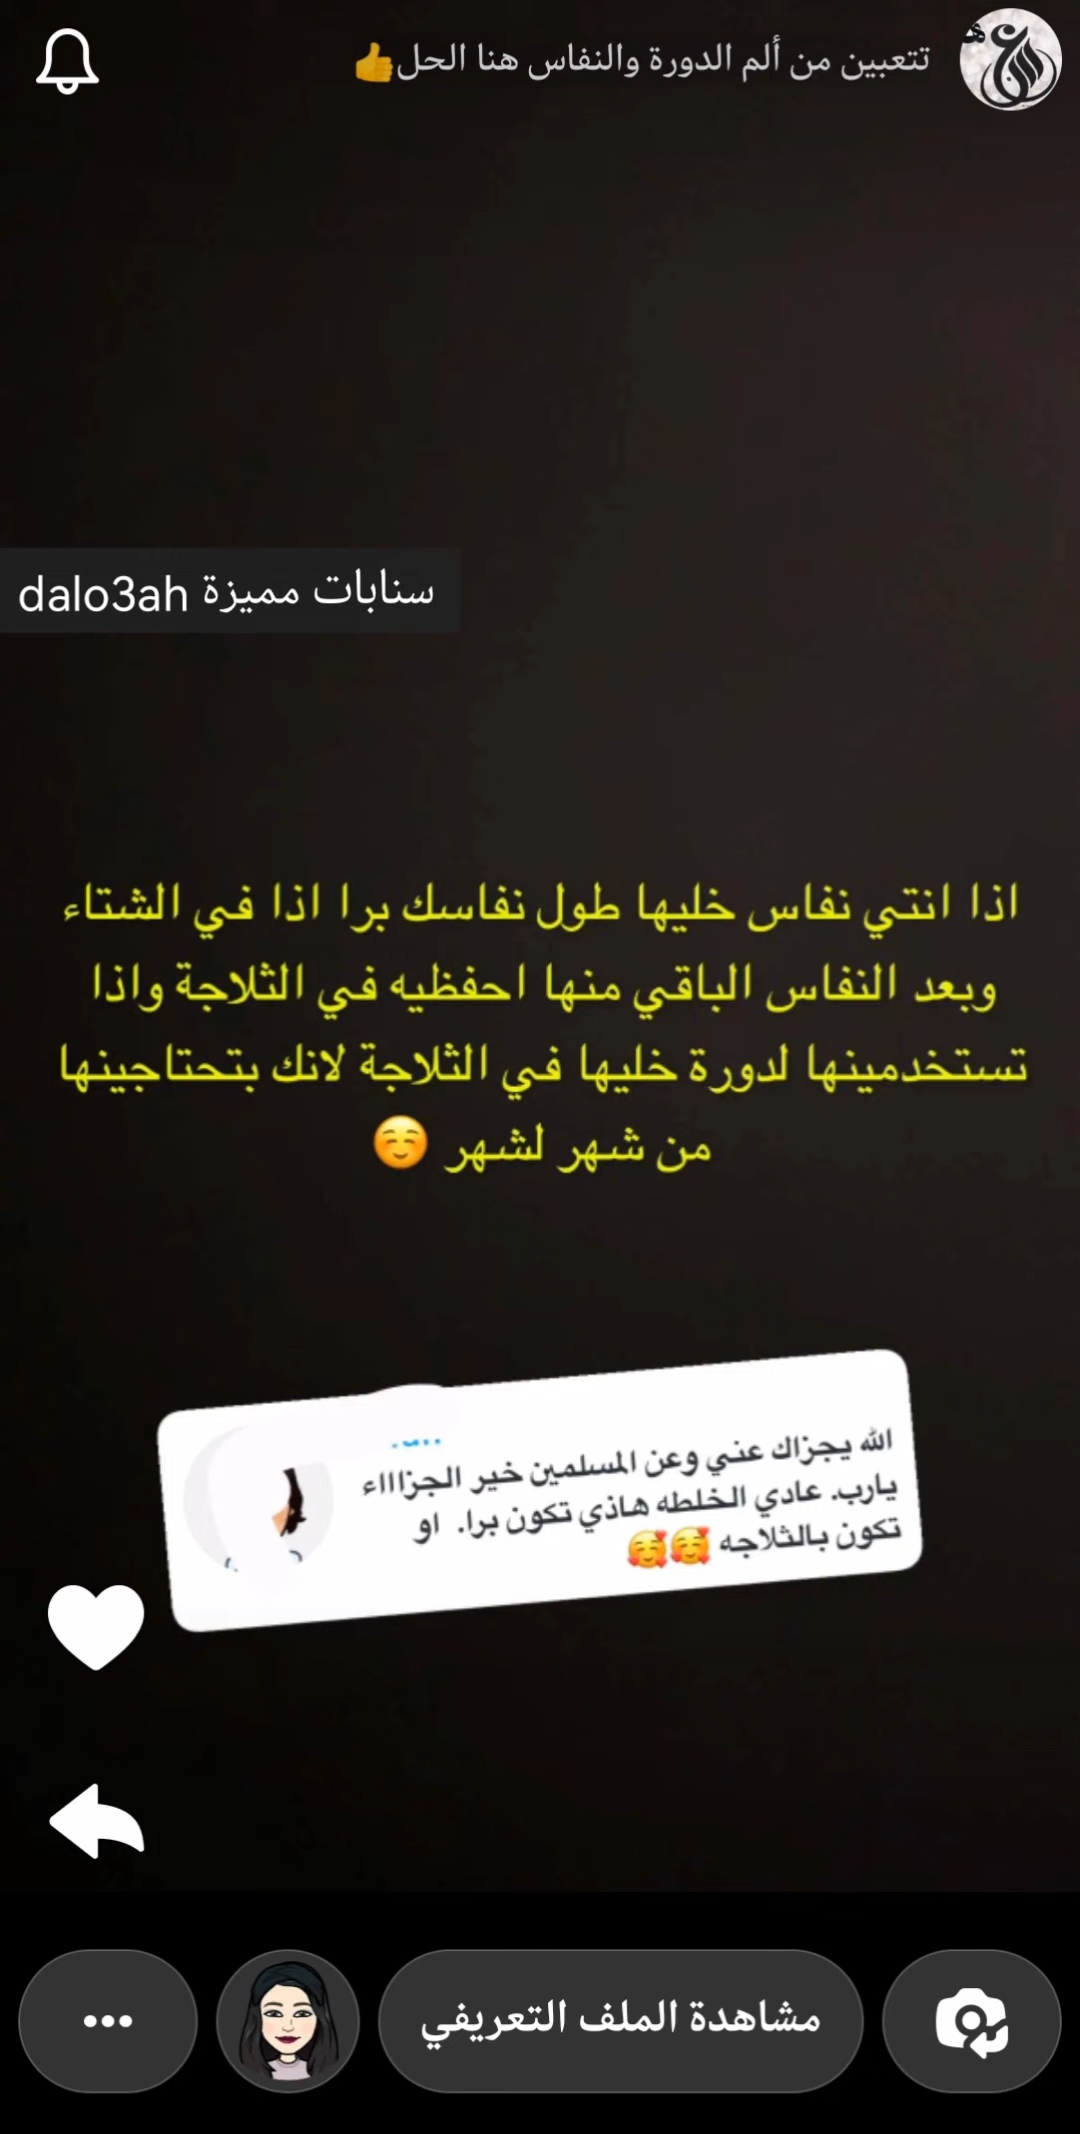 تتعبين من ألم الدورة والنفاس هنا الحل👍
سنابات مميزة dalo3ah
اذا انتي نفاس خليها طول نفاسك برا اذا في الشتاء
وبعد النفاس الباقي منها احفظيه في الثلاجة واذا
تستخدمينها لدورة خليها في الثلاجة لانك بتحتاجينها
من شهر لشهر ☺️
الله يجزاك عني وعن المسلمين خير الجزاااء
يارب. عادي الخلطه هاذي تكون برا. او
تكون بالثلاجه 🥰🥰
مشاهدة الملف التعريفي